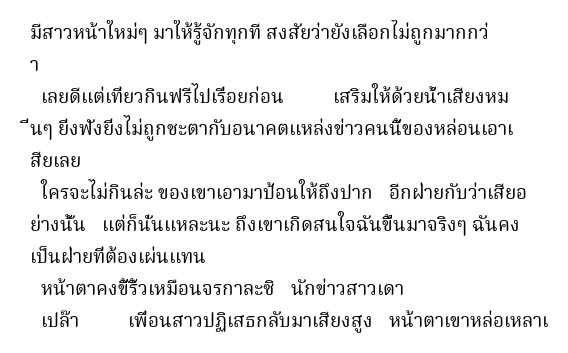 มีสาวหน้าใหม่ๆ มาให้รู้จักทุกที สงสัยว่ายังเลือกไม่ถูกมากกว่
า
เลยดีแต่เทียวกินฟรีไปเรื่อยก่อน เสริมให้ด้วยน้ำเสียงหม
ื่นๆ ยิ่งฟังยิ่งไม่ถูกชะตากับอนาคตแหล่งข่าวคนนี้ของหล่อนเอาเ
สียเลย
ใครจะไม่กินล่ะ ของเขาเอามาป้อนให้ถึงปาก อีกฝ่ายกับว่าเสียอ
ย่างนั้น แต่ก็นั่นแหละนะ ถึงเขาเกิดสนใจฉันขึ้นมาจริงๆ ฉันคง
เป็นฝ่ายที่ต้องเผ่นแทน
หน้าตาคงขี้ริ้วเหมือนจรกาละซิ นักข่าวสาวเดา
เปล๊า เพื่อนสาวปฏิเสธกลับมาเสียงสูง หน้าตาเขาหล่อเหลาเ